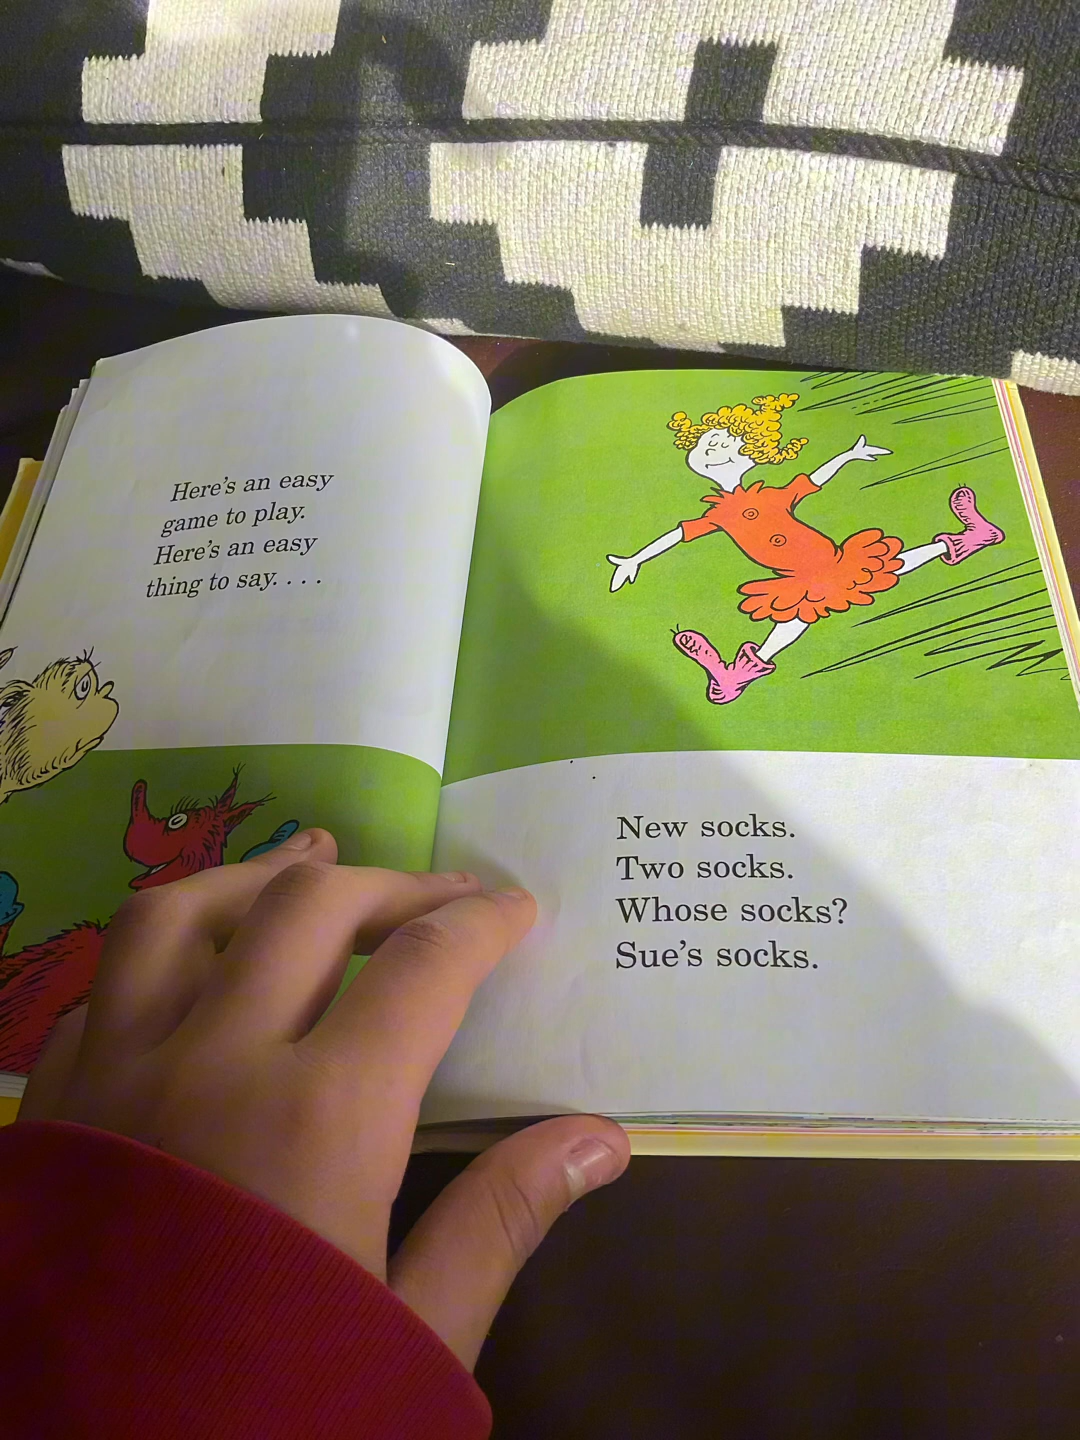 Here's an easy
game to play.
Here's an easy
thing to say. . . .
New socks.
Two socks.
Whose socks?
Sue's socks.